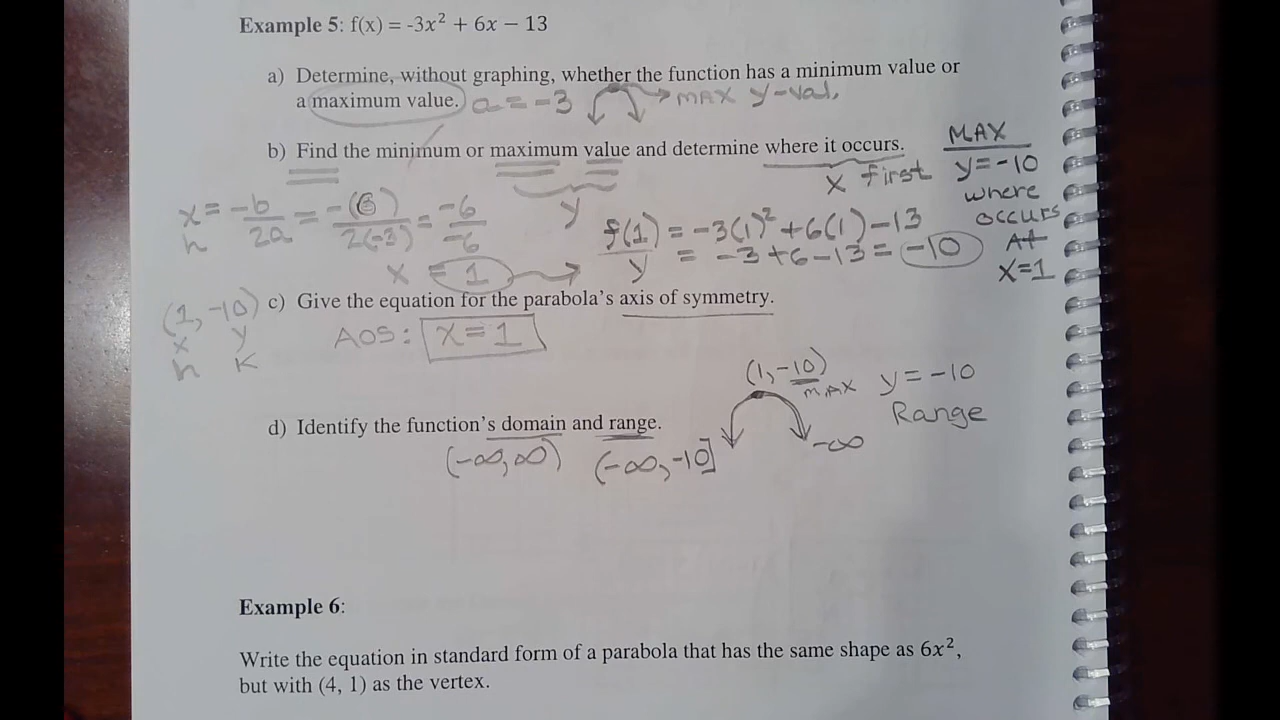 Example 5: f(x) = -3x² + 6x − 13
a) Determine, without graphing, whether the function has a minimum value or
a maximum value. a = -3 → MAX y-val.
b) Find the minimum or maximum value and determine where it occurs.
MAX
y = -10
where
occurs
At
x=1
x first
y
x = -b/2a = -(6)/2(-3) = -6/-6
h
x = 1 →
f(1) = -3(1)² + 6(1) - 13
y = -3 + 6 - 13 = -10
c) Give the equation for the parabola's axis of symmetry.
(1, -10)
x y
h k
AOS: x = 1
(1, -10)
MAX
y = -10
Range
d) Identify the function's domain and range.
(-∞, ∞) (-∞, -10]
-∞
Example 6:
Write the equation in standard form of a parabola that has the same shape as 6x²,
but with (4, 1) as the vertex.